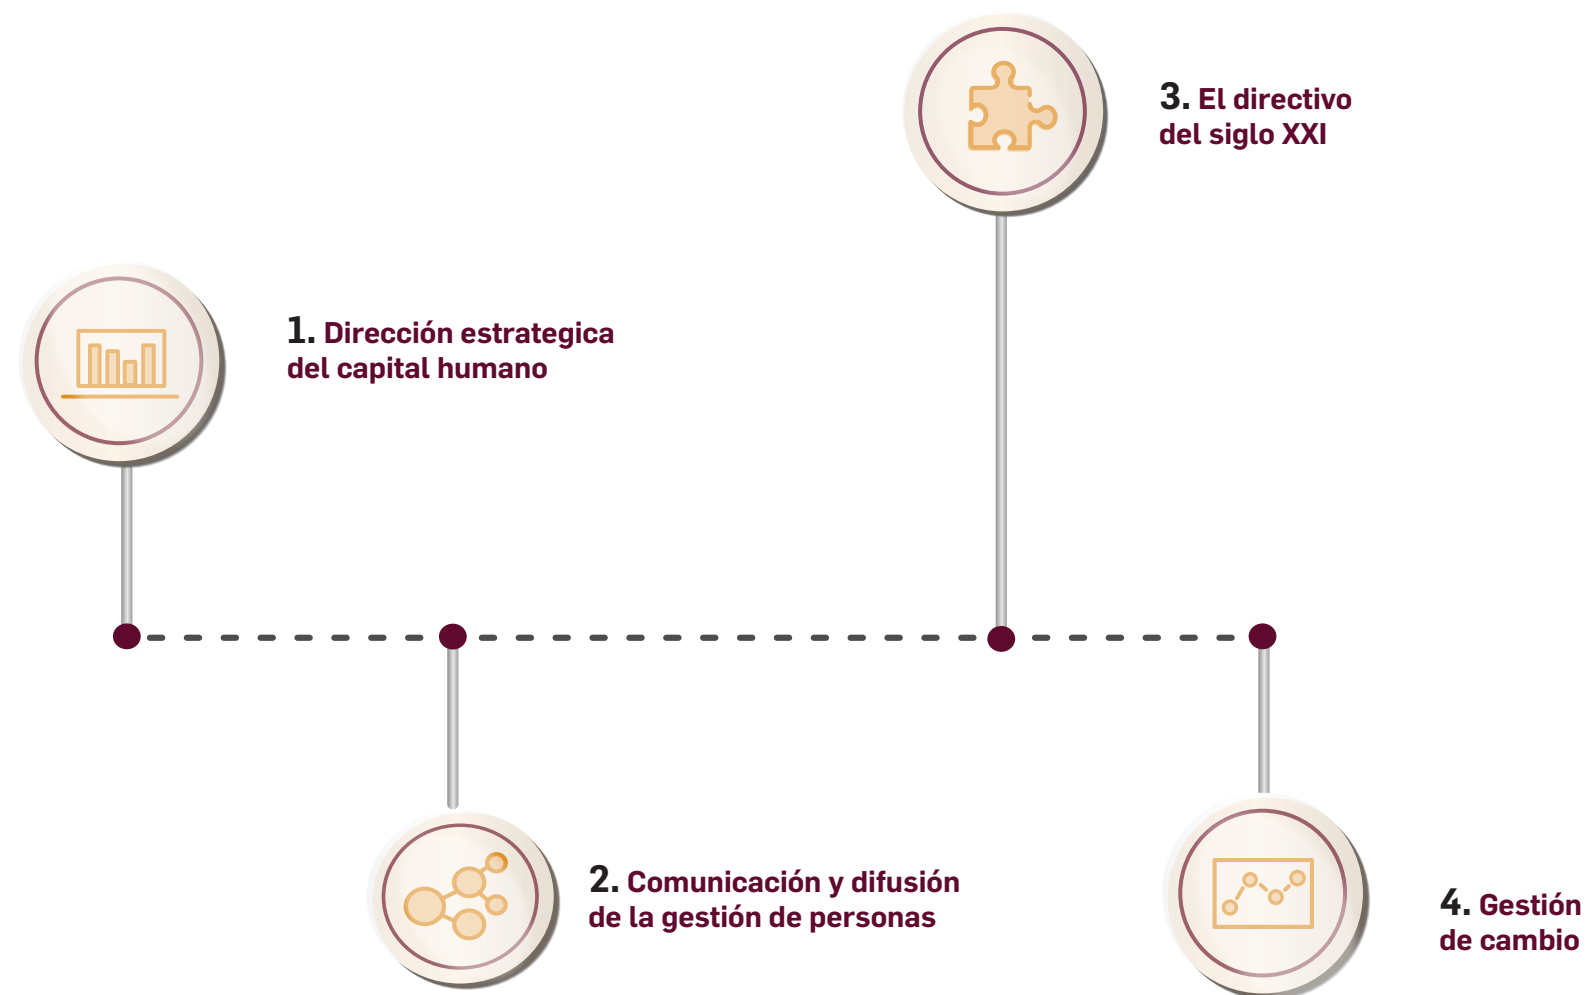 1. Dirección estrategica
del capital humano
2. Comunicación y difusión
de la gestión de personas
3. El directivo
del siglo XXI
4. Gestión
de cambio